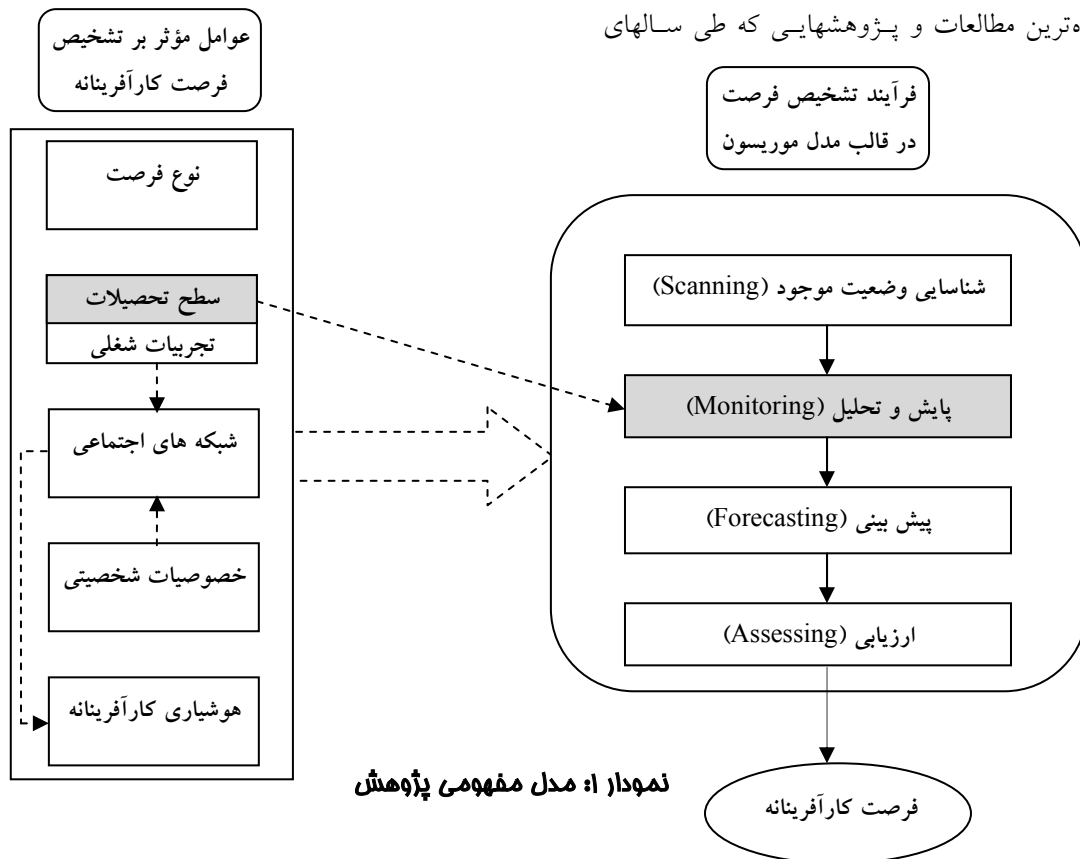 ه‌ترین مطالعات و پـژوهشهایـی که طی سـالهای
عوامل مؤثر بر تشخیص
فرصت کارآفرینانه
نوع فرصت
سطح تحصیلات
تجربیات شغلی
شبکه های اجتماعی
خصوصیات شخصیتی
هوشیاری کارآفرینانه
فرآیند تشخیص فرصت
در قالب مدل موریسون
شناسایی وضعیت موجود (Scanning)
پایش و تحلیل (Monitoring)
پیش بینی (Forecasting)
ارزیابی (Assessing)
فرصت کارآفرینانه
نمودار ۱: مدل مفهومی پژوهش